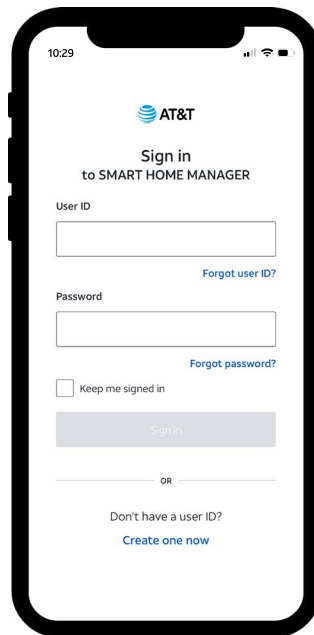 10:29
AT&T
Sign in
to SMART HOME MANAGER
User ID
Forgot user ID?
Password
Forgot password?
Keep me signed in
Sign in
OR
Don't have a user ID?
Create one now